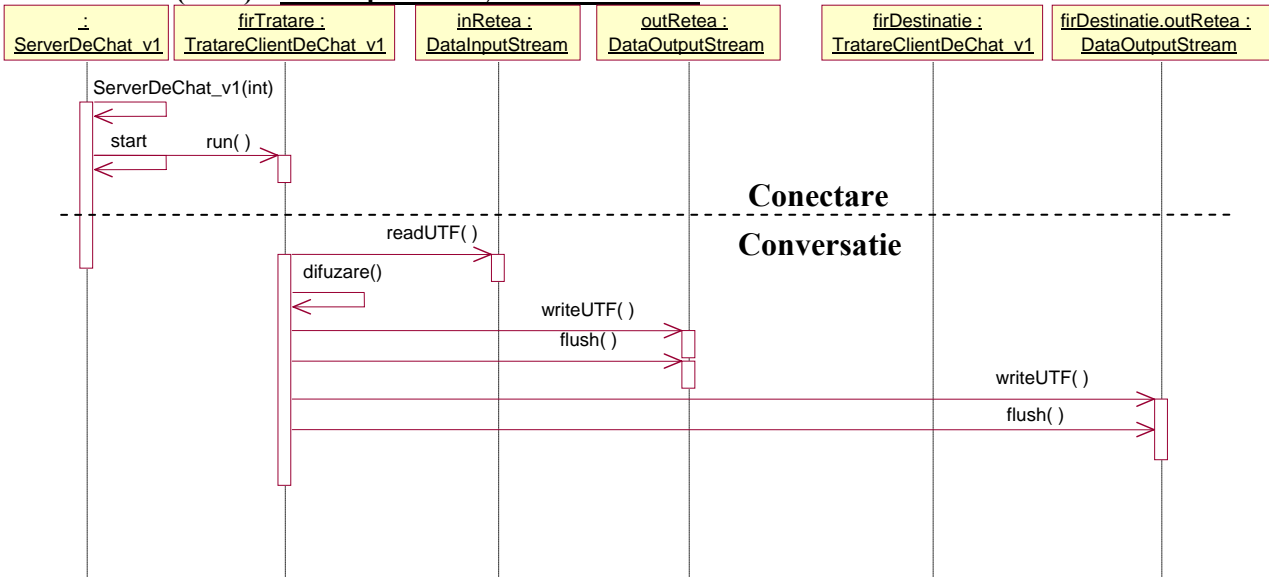 :
ServerDeChat_v1
firTratare :
TratareClientDeChat_v1
inRetea :
DataInputStream
outRetea :
DataOutputStream
firDestinatie :
TratareClientDeChat_v1
firDestinatie.outRetea :
DataOutputStream
ServerDeChat_v1(int)
start
run( )
Conectare
readUTF( )
Conversatie
difuzare()
writeUTF( )
flush( )
writeUTF( )
flush( )